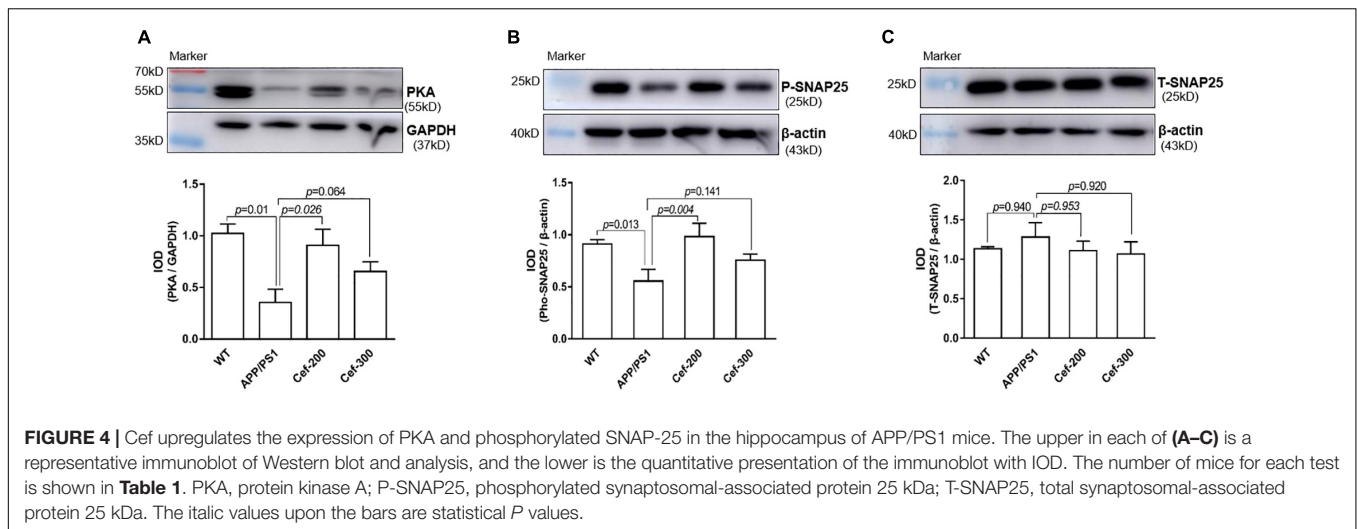 A
Marker
70kD
55kD
PKA
(55kD)
GAPDH
(37kD)
35kD
1.5
1.0
0.5
0.0
IOD
(PKA / GAPDH)
p=0.064
p=0.01
p=0.026
WT
APP/PS1
Cef-200
Cef-300
B
Marker
25kD
P-SNAP25
(25kD)
40kD
β-actin
(43kD)
1.5
1.0
0.5
0.0
IOD
(Pho-SNAP25 / β-actin)
p=0.141
p=0.013
p=0.004
WT
APP/PS1
Cef-200
Cef-300
C
Marker
25kD
T-SNAP25
(25kD)
40kD
β-actin
(43kD)
2.0
1.5
1.0
0.5
0.0
IOD
(T-SNAP25 / β-actin)
p=0.920
p=0.940
p=0.953
WT
APP/PS1
Cef-200
Cef-300
FIGURE 4 | Cef upregulates the expression of PKA and phosphorylated SNAP-25 in the hippocampus of APP/PS1 mice. The upper in each of (A–C) is a
representative immunoblot of Western blot and analysis, and the lower is the quantitative presentation of the immunoblot with IOD. The number of mice for each test
is shown in Table 1. PKA, protein kinase A; P-SNAP25, phosphorylated synaptosomal-associated protein 25 kDa; T-SNAP25, total synaptosomal-associated
protein 25 kDa. The italic values upon the bars are statistical P values.